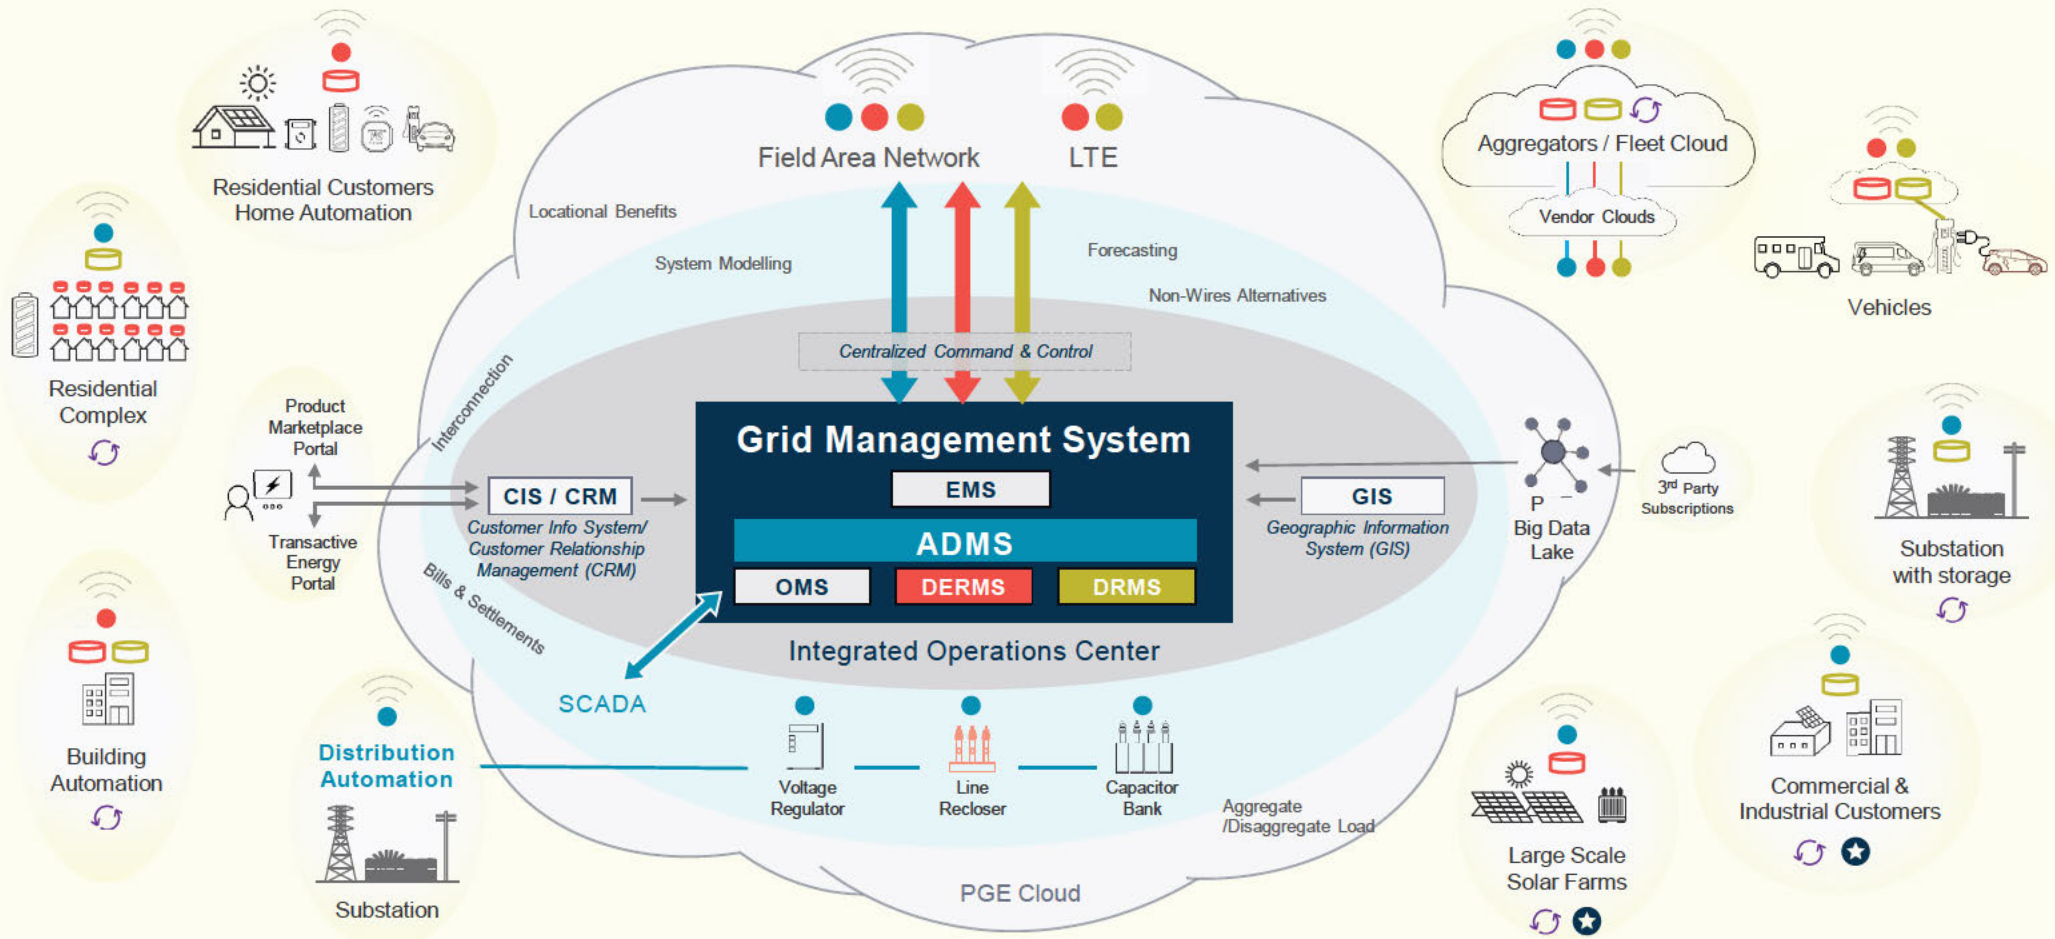 Residential Customers
Home Automation
Field Area Network
LTE
Aggregators / Fleet Cloud
Vendor Clouds
Vehicles
Locational Benefits
System Modelling
Forecasting
Non-Wires Alternatives
Centralized Command & Control
Interconnection
Residential
Complex
Product
Marketplace
Portal
Transactive
Energy
Portal
CIS / CRM
Customer Info System/
Customer Relationship
Management (CRM)
Bills & Settlements
Grid Management System
EMS
ADMS
OMS
DERMS
DRMS
Integrated Operations Center
GIS
Geographic Information
System (GIS)
P
Big Data
Lake
3rd Party
Subscriptions
Substation
with storage
Building
Automation
SCADA
Distribution
Automation
Substation
Voltage
Regulator
Line
Recloser
Capacitor
Bank
Aggregate
/Disaggregate Load
PGE Cloud
Large Scale
Solar Farms
Commercial &
Industrial Customers